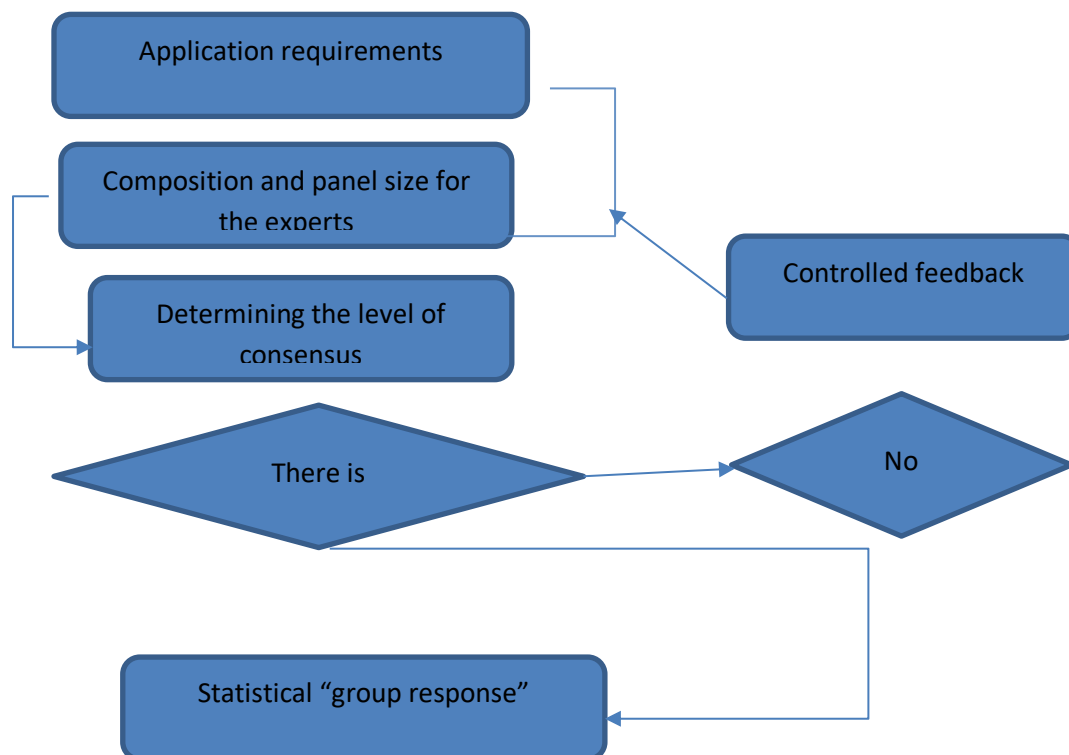 Application requirements
Composition and panel size for
the experts
Controlled feedback
Determining the level of
consensus
There is
No
Statistical “group response”